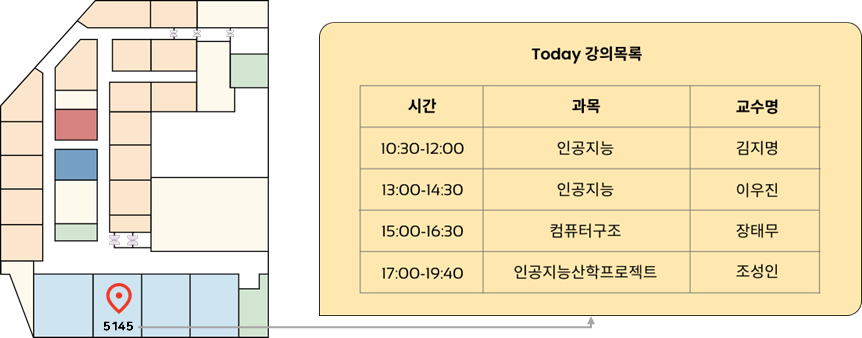 Today 강의목록
시간 과목 교수명
10:30-12:00 인공지능 김지명
13:00-14:30 인공지능 이우진
15:00-16:30 컴퓨터구조 장태무
17:00-19:40 인공지능산학프로젝트 조성인
5145